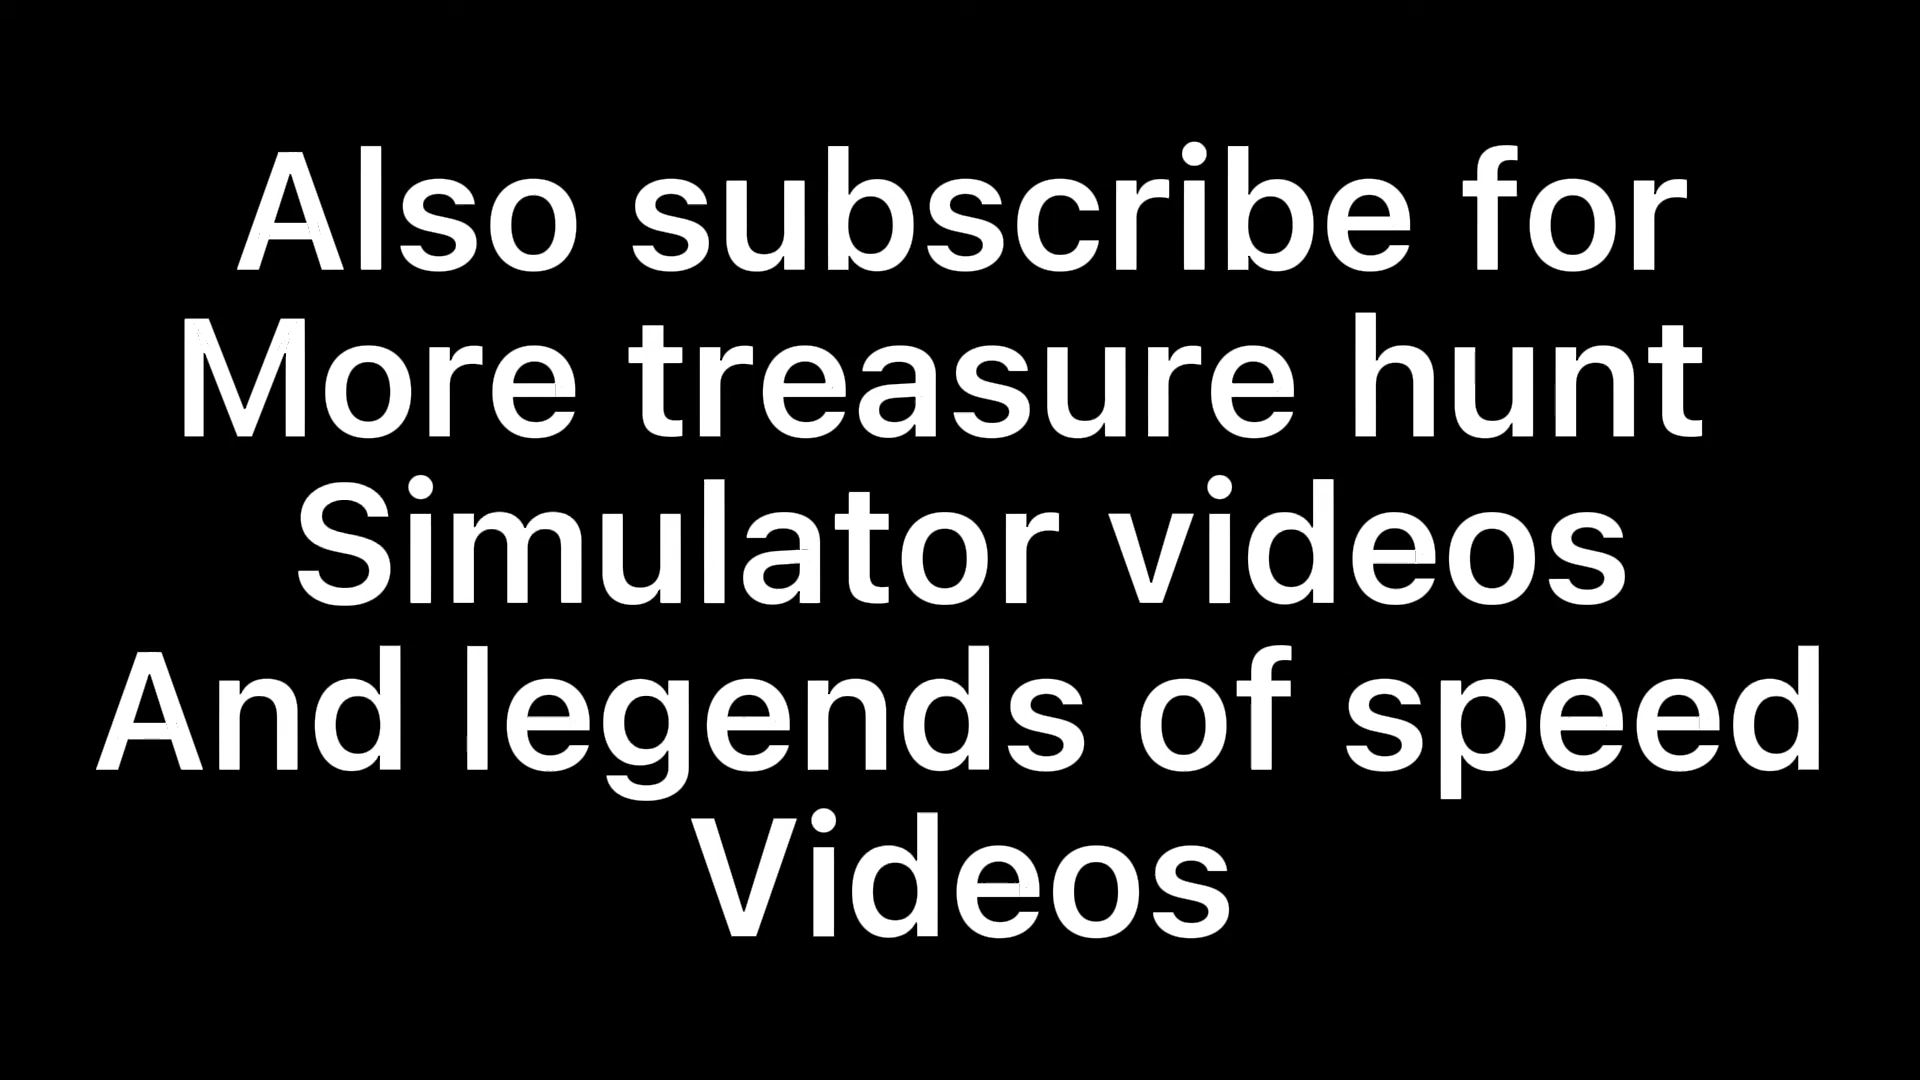 Also subscribe for
More treasure hunt
Simulator videos
And legends of speed
Videos